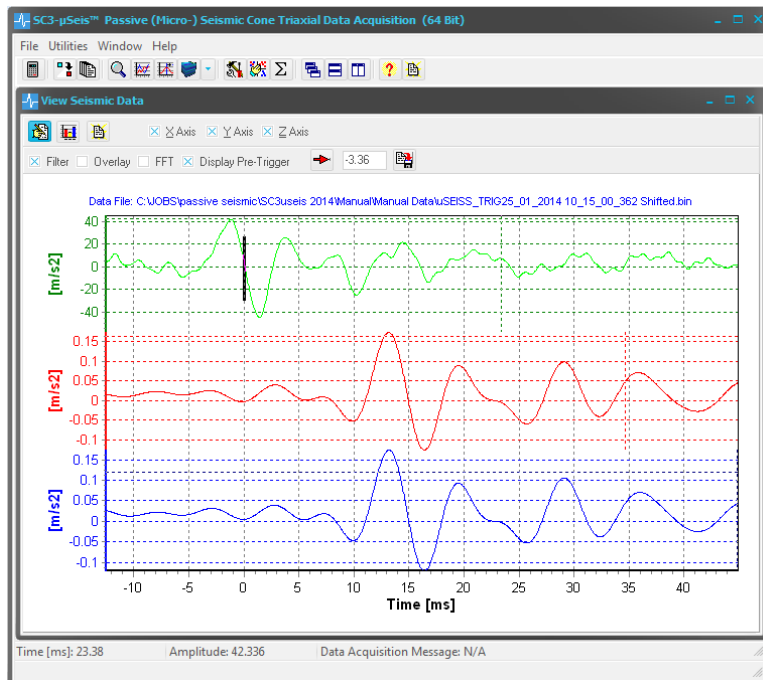 SC3-µSeis™ Passive (Micro-) Seismic Cone Triaxial Data Acquisition (64 Bit)
File Utilities Window Help
View Seismic Data
X Axis Y Axis Z Axis
Filter Overlay FFT Display Pre-Trigger -3.36
Data File: C:\JOBS\passive seismic\SC3useis 2014\Manual\Manual Data\uSEISS_TRIG25_01_2014 10_15_00_362 Shifted.bin
40
20
0
-20
-40
[m/s2]
0.15
0.1
0.05
0
-0.05
-0.1
[m/s2]
0.15
0.1
0.05
0
-0.05
-0.1
[m/s2]
-10 -5 0 5 10 15 20 25 30 35 40
Time [ms]
Time [ms]: 23.38 Amplitude: 42.336 Data Acquisition Message: N/A